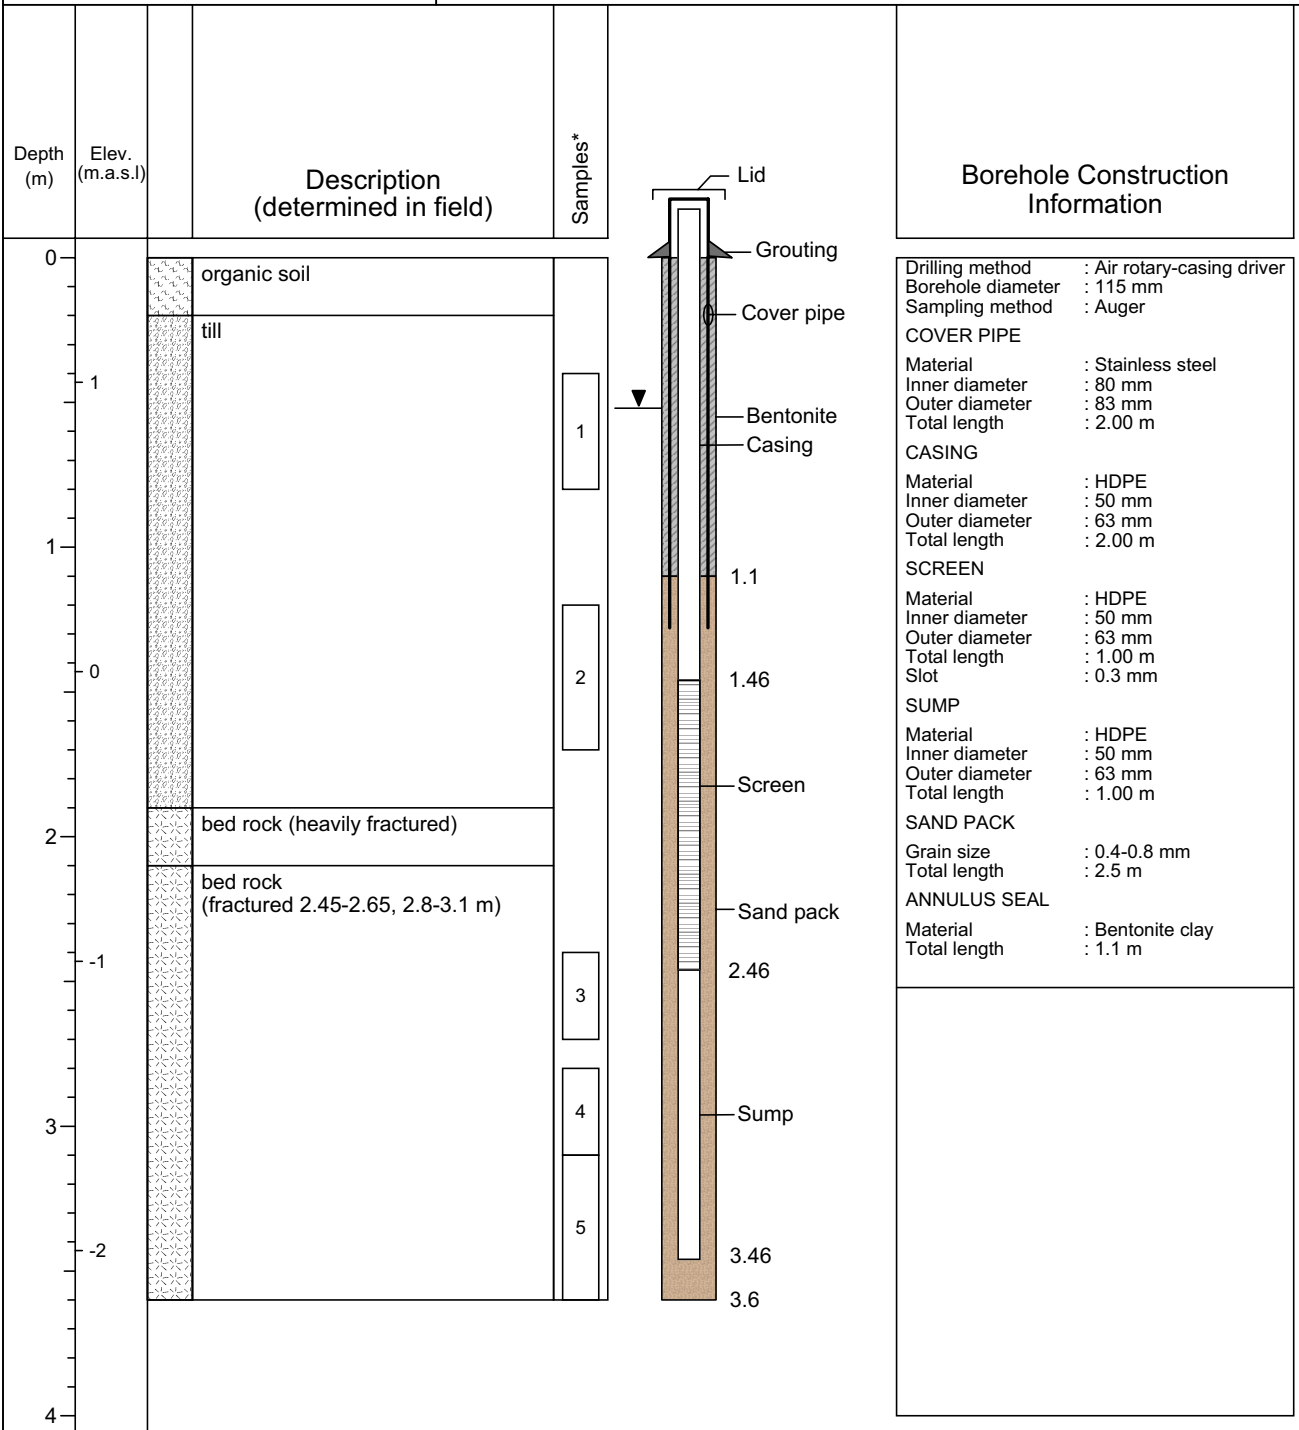 Depth
(m)
Elev.
(m.a.s.l)
Description
(determined in field)
Samples*
Lid
Grouting
Cover pipe
Bentonite
Casing
1.1
1.46
Screen
Sand pack
2.46
Sump
3.46
3.6
0
1
2
3
4
1
0
-1
-2
organic soil
till
bed rock (heavily fractured)
bed rock
(fractured 2.45-2.65, 2.8-3.1 m)
1
2
3
4
5
Borehole Construction
Information
Drilling method : Air rotary-casing driver
Borehole diameter : 115 mm
Sampling method : Auger
COVER PIPE
Material : Stainless steel
Inner diameter : 80 mm
Outer diameter : 83 mm
Total length : 2.00 m
CASING
Material : HDPE
Inner diameter : 50 mm
Outer diameter : 63 mm
Total length : 2.00 m
SCREEN
Material : HDPE
Inner diameter : 50 mm
Outer diameter : 63 mm
Total length : 1.00 m
Slot : 0.3 mm
SUMP
Material : HDPE
Inner diameter : 50 mm
Outer diameter : 63 mm
Total length : 1.00 m
SAND PACK
Grain size : 0.4-0.8 mm
Total length : 2.5 m
ANNULUS SEAL
Material : Bentonite clay
Total length : 1.1 m